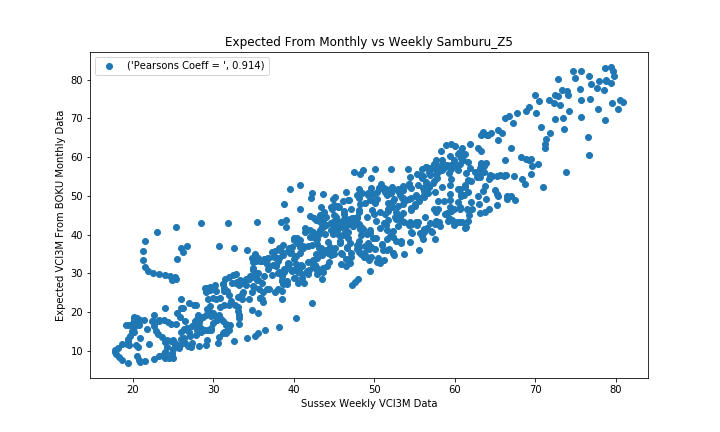 Expected From Monthly vs Weekly Samburu_Z5
('Pearsons Coeff = ', 0.914)
Expected VCI3M From BOKU Monthly Data
80
70
60
50
40
30
20
10
20 30 40 50 60 70 80
Sussex Weekly VCI3M Data